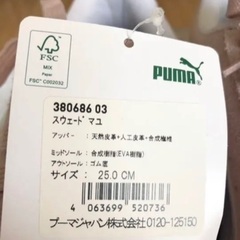 FSC
MIX
Paper
FSC® C092032
PUMA
380686 03
スウェード マユ
アッパー : 天然皮革・人工皮革・合成繊維
ミッドソール : 合成樹脂(EVA樹脂)
アウトソール : ゴム底
サイズ : 25.0 CM
4 063699 520736
プーマジャパン株式会社 0120-125150